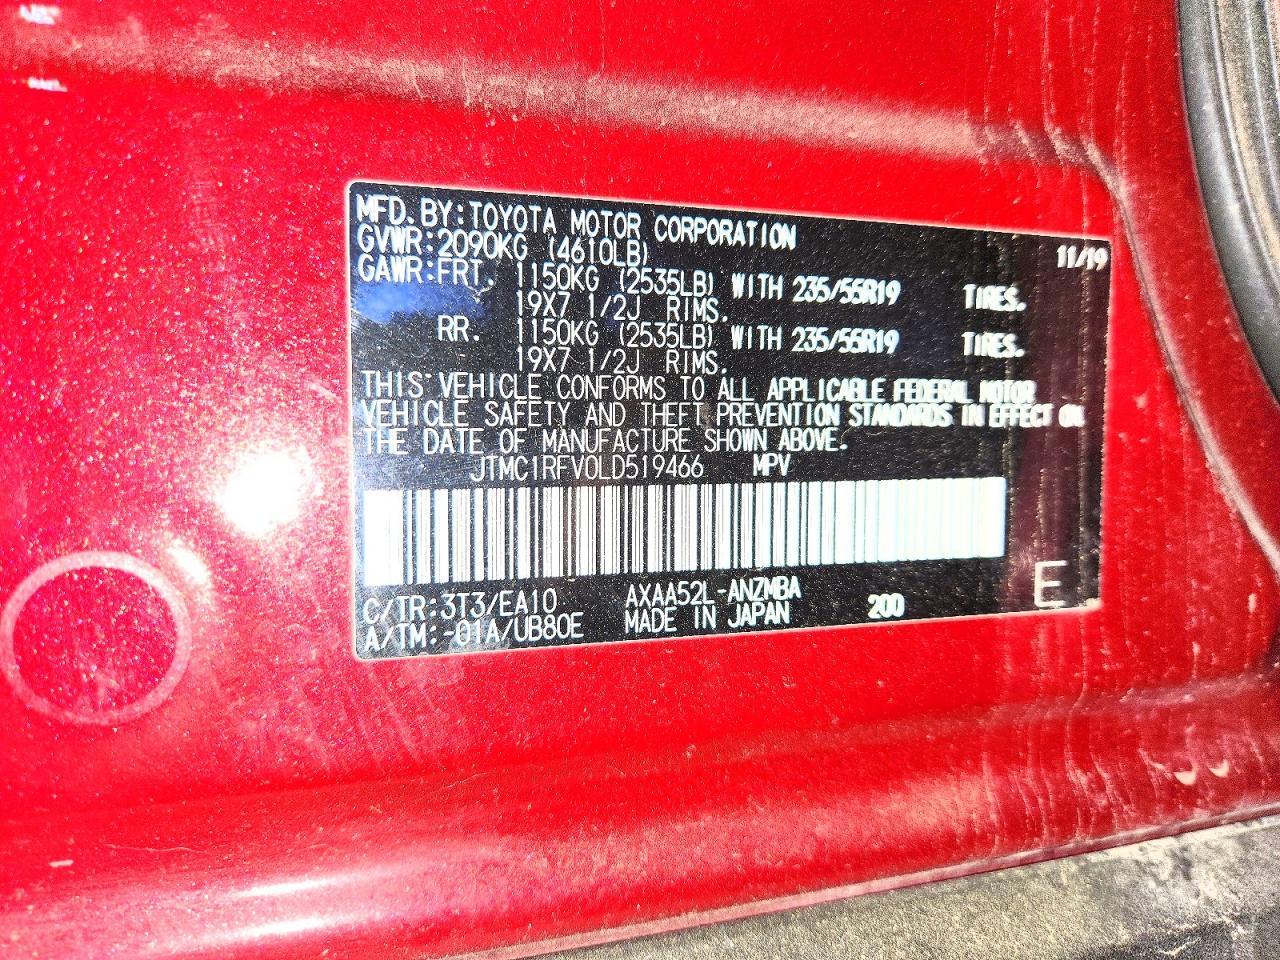 MFD.BY:TOYOTA MOTOR CORPORATION 11/19
GVWR:2090KG (4610LB)
GAWR:FRT. 1150KG (2535LB) WITH 235/55R19 TIRES.
19X7 1/2J RIMS.
RR. 1150KG (2535LB) WITH 235/55R19 TIRES.
19X7 1/2J RIMS.
THIS VEHICLE CONFORMS TO ALL APPLICABLE FEDERAL MOTOR
VEHICLE SAFETY AND THEFT PREVENTION STANDARDS IN EFFECT ON
THE DATE OF MANUFACTURE SHOWN ABOVE.
JTMC1RFV0LD519466 MPV
C/TR:3T3/EA10 AXAA52L-ANZMBA
A/TM:-01A/UB80E MADE IN JAPAN 200 E